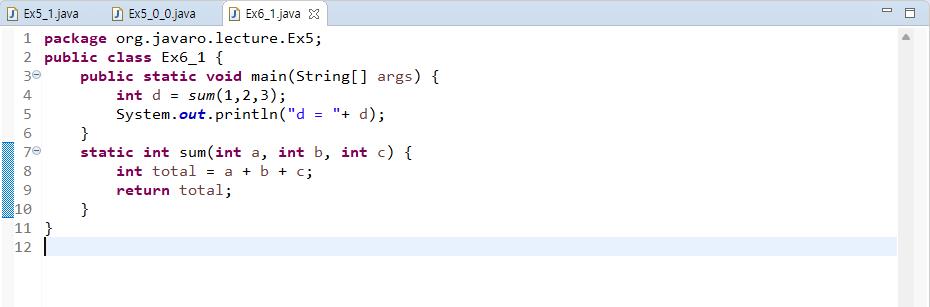 Ex5_1.java Ex5_0_0.java Ex6_1.java
1 package org.javaro.lecture.Ex5;
2 public class Ex6_1 {
3 public static void main(String[] args) {
4 int d = sum(1,2,3);
5 System.out.println("d = "+ d);
6 }
7 static int sum(int a, int b, int c) {
8 int total = a + b + c;
9 return total;
10 }
11 }
12